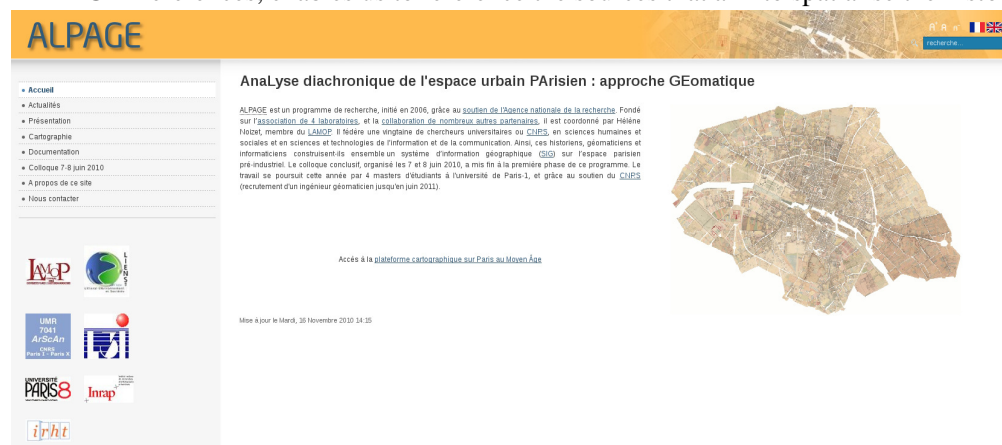 ALPAGE
recherche...
Accueil
Actualités
Présentation
Cartographie
Documentation
Colloque 7-8 juin 2010
A propos de ce site
Nous contacter
AnaLyse diachronique de l'espace urbain PArisien : approche GEomatique
ALPAGE est un programme de recherche, initié en 2006, grâce au soutien de l'Agence nationale de la recherche. Fondé
sur l'association de 4 laboratoires, et la collaboration de nombreux autres partenaires, il est coordonné par Hélène
Noizet, membre du LAMOP. Il fédère une vingtaine de chercheurs universitaires ou CNRS, en sciences humaines et
sociales et en sciences et technologies de l'information et de la communication. Ainsi, ces historiens, géomaticiens et
informaticiens construisent-ils ensemble un système d'information géographique (SIG) sur l'espace parisien
pré-industriel. Le colloque conclusif, organisé les 7 et 8 juin 2010, a mis fin à la première phase de ce programme. Le
travail se poursuit cette année par 4 masters d'étudiants à l'université de Paris-1, et grâce au soutien du CNRS
(recrutement d'un ingénieur géomaticien jusqu'en juin 2011).
Accés à la plateforme cartographique sur Paris au Moyen Âge
Mise à jour le Mardi, 16 Novembre 2010 14:15
LAMOP
LIENSS
UMR
7041
ArScAn
CNRS
Paris 1 - Paris X
L3i
UNIVERSITÉ
PARIS8
Inrap
irht